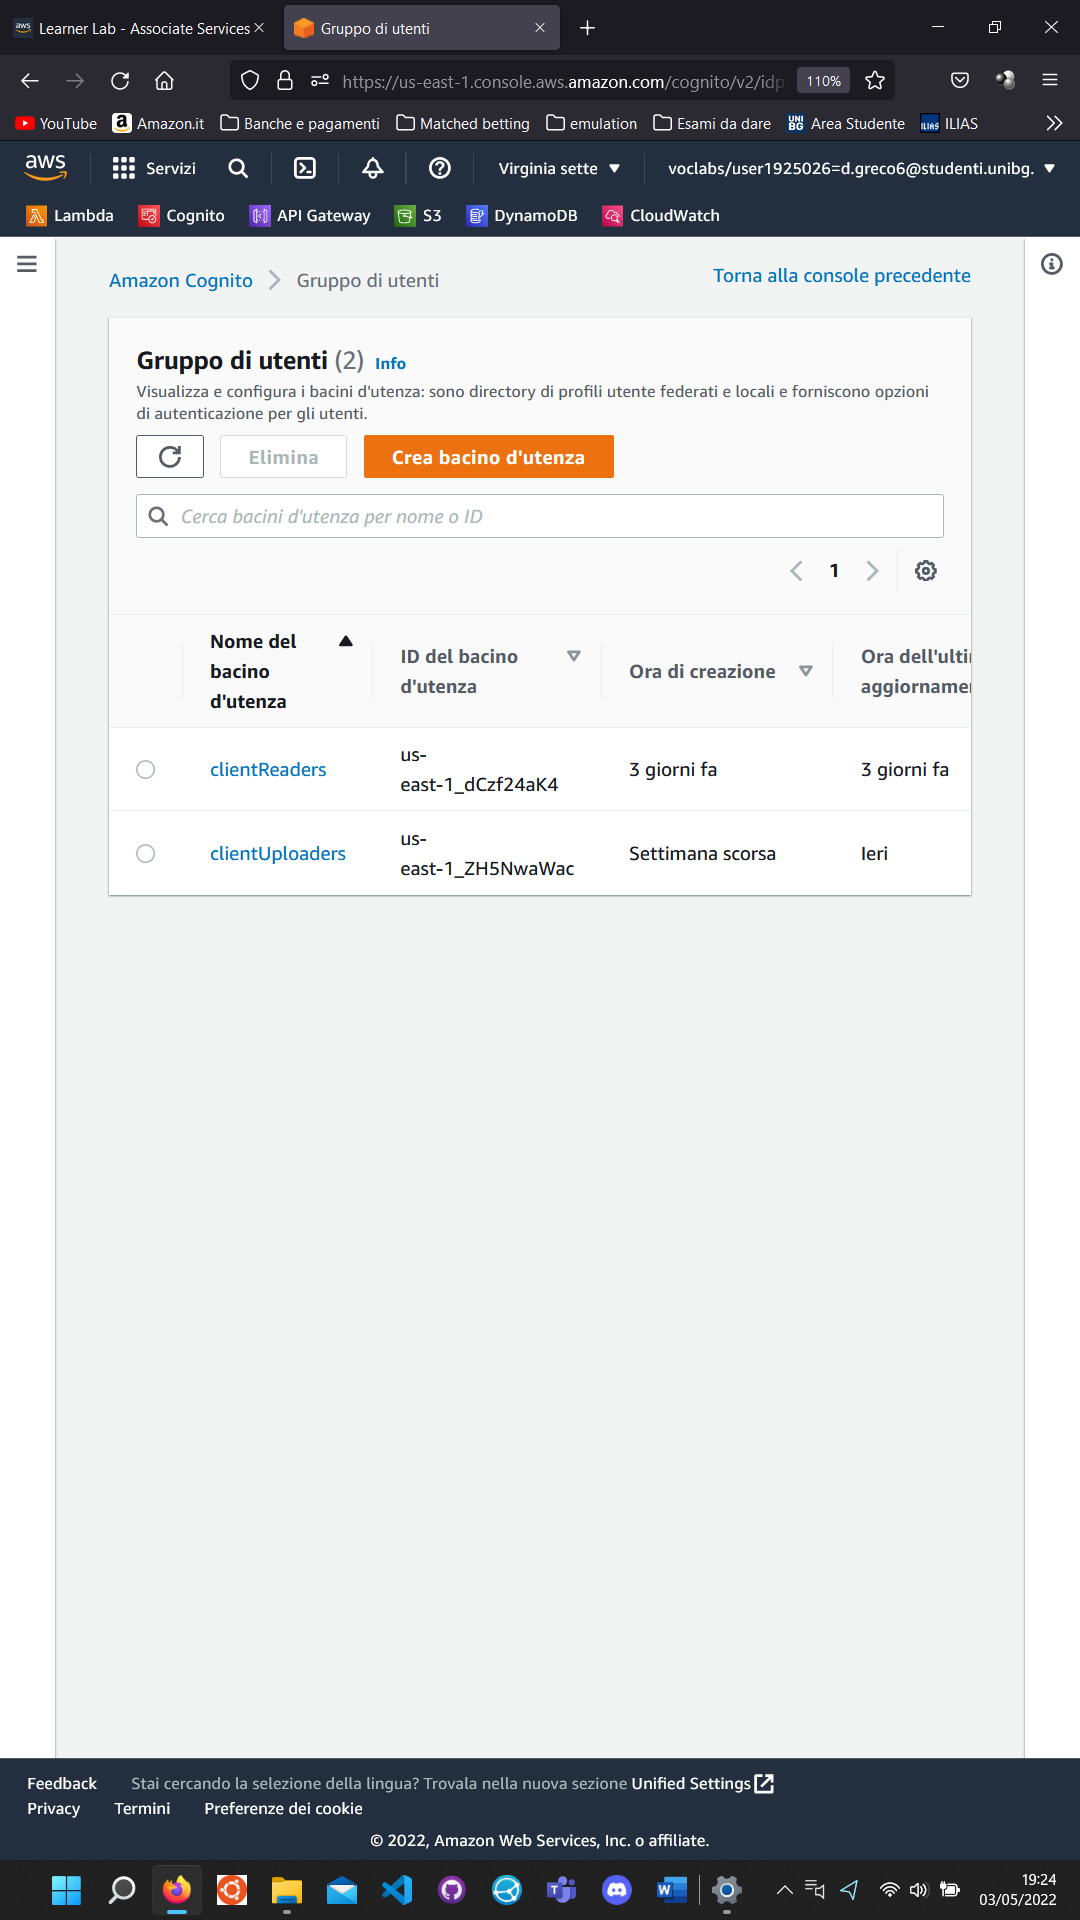 Learner Lab - Associate Services
Gruppo di utenti
https://us-east-1.console.aws.amazon.com/cognito/v2/idp
110%
YouTube
Amazon.it
Banche e pagamenti
Matched betting
emulation
Esami da dare
UNI BG
Area Studente
ILIAS
ILIAS
aws
Servizi
Virginia sette
voclabs/user1925026=d.greco6@studenti.unibg.
Lambda
Cognito
API Gateway
S3
DynamoDB
CloudWatch
Amazon Cognito
Gruppo di utenti
Torna alla console precedente
Gruppo di utenti (2) Info
Visualizza e configura i bacini d'utenza: sono directory di profili utente federati e locali e forniscono opzioni
di autenticazione per gli utenti.
Elimina
Crea bacino d'utenza
Cerca bacini d'utenza per nome o ID
1
Nome del
bacino
d'utenza
ID del bacino
d'utenza
Ora di creazione
Ora dell'ulti
aggiorname
clientReaders
us-
east-1_dCzf24aK4
3 giorni fa
3 giorni fa
clientUploaders
us-
east-1_ZH5NwaWac
Settimana scorsa
Ieri
Feedback
Stai cercando la selezione della lingua? Trovala nella nuova sezione Unified Settings
Privacy
Termini
Preferenze dei cookie
© 2022, Amazon Web Services, Inc. o affiliate.
19:24
03/05/2022